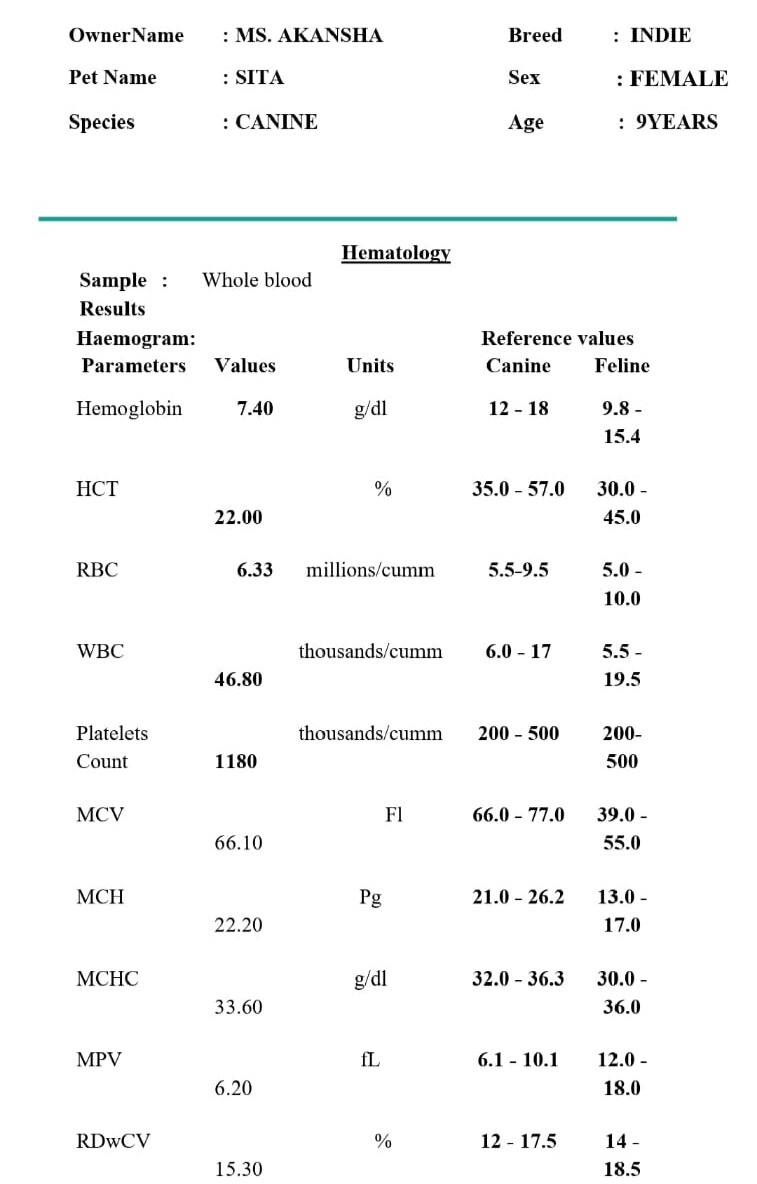 OwnerName : MS. AKANSHA Breed : INDIE
Pet Name : SITA Sex : FEMALE
Species : CANINE Age : 9YEARS
Hematology
Sample : Whole blood
Results
Haemogram: Reference values
Parameters Values Units Canine Feline
Hemoglobin 7.40 g/dl 12 - 18 9.8 -
15.4
HCT % 35.0 - 57.0 30.0 -
22.00 45.0
RBC 6.33 millions/cumm 5.5-9.5 5.0 -
10.0
WBC thousands/cumm 6.0 - 17 5.5 -
46.80 19.5
Platelets thousands/cumm 200 - 500 200-
Count 1180 500
MCV Fl 66.0 - 77.0 39.0 -
66.10 55.0
MCH Pg 21.0 - 26.2 13.0 -
22.20 17.0
MCHC g/dl 32.0 - 36.3 30.0 -
33.60 36.0
MPV fL 6.1 - 10.1 12.0 -
6.20 18.0
RDwCV % 12 - 17.5 14 -
15.30 18.5